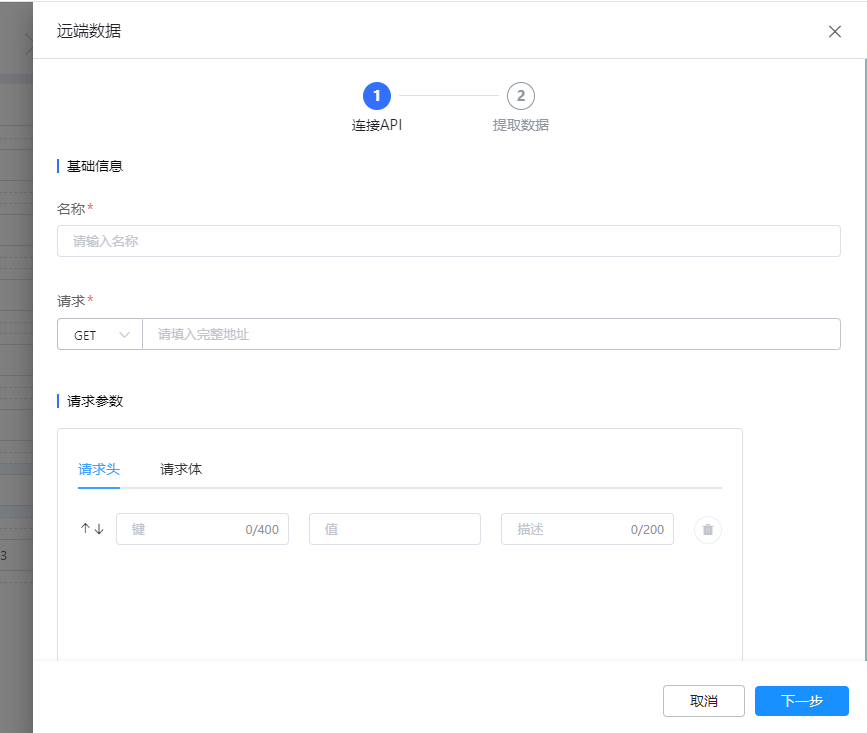 远端数据
1
2
连接API
提取数据
基础信息
名称*
请输入名称
请求*
GET
请填入完整地址
请求参数
请求头
请求体
键 0/400
值
描述 0/200
3
取消
下一步